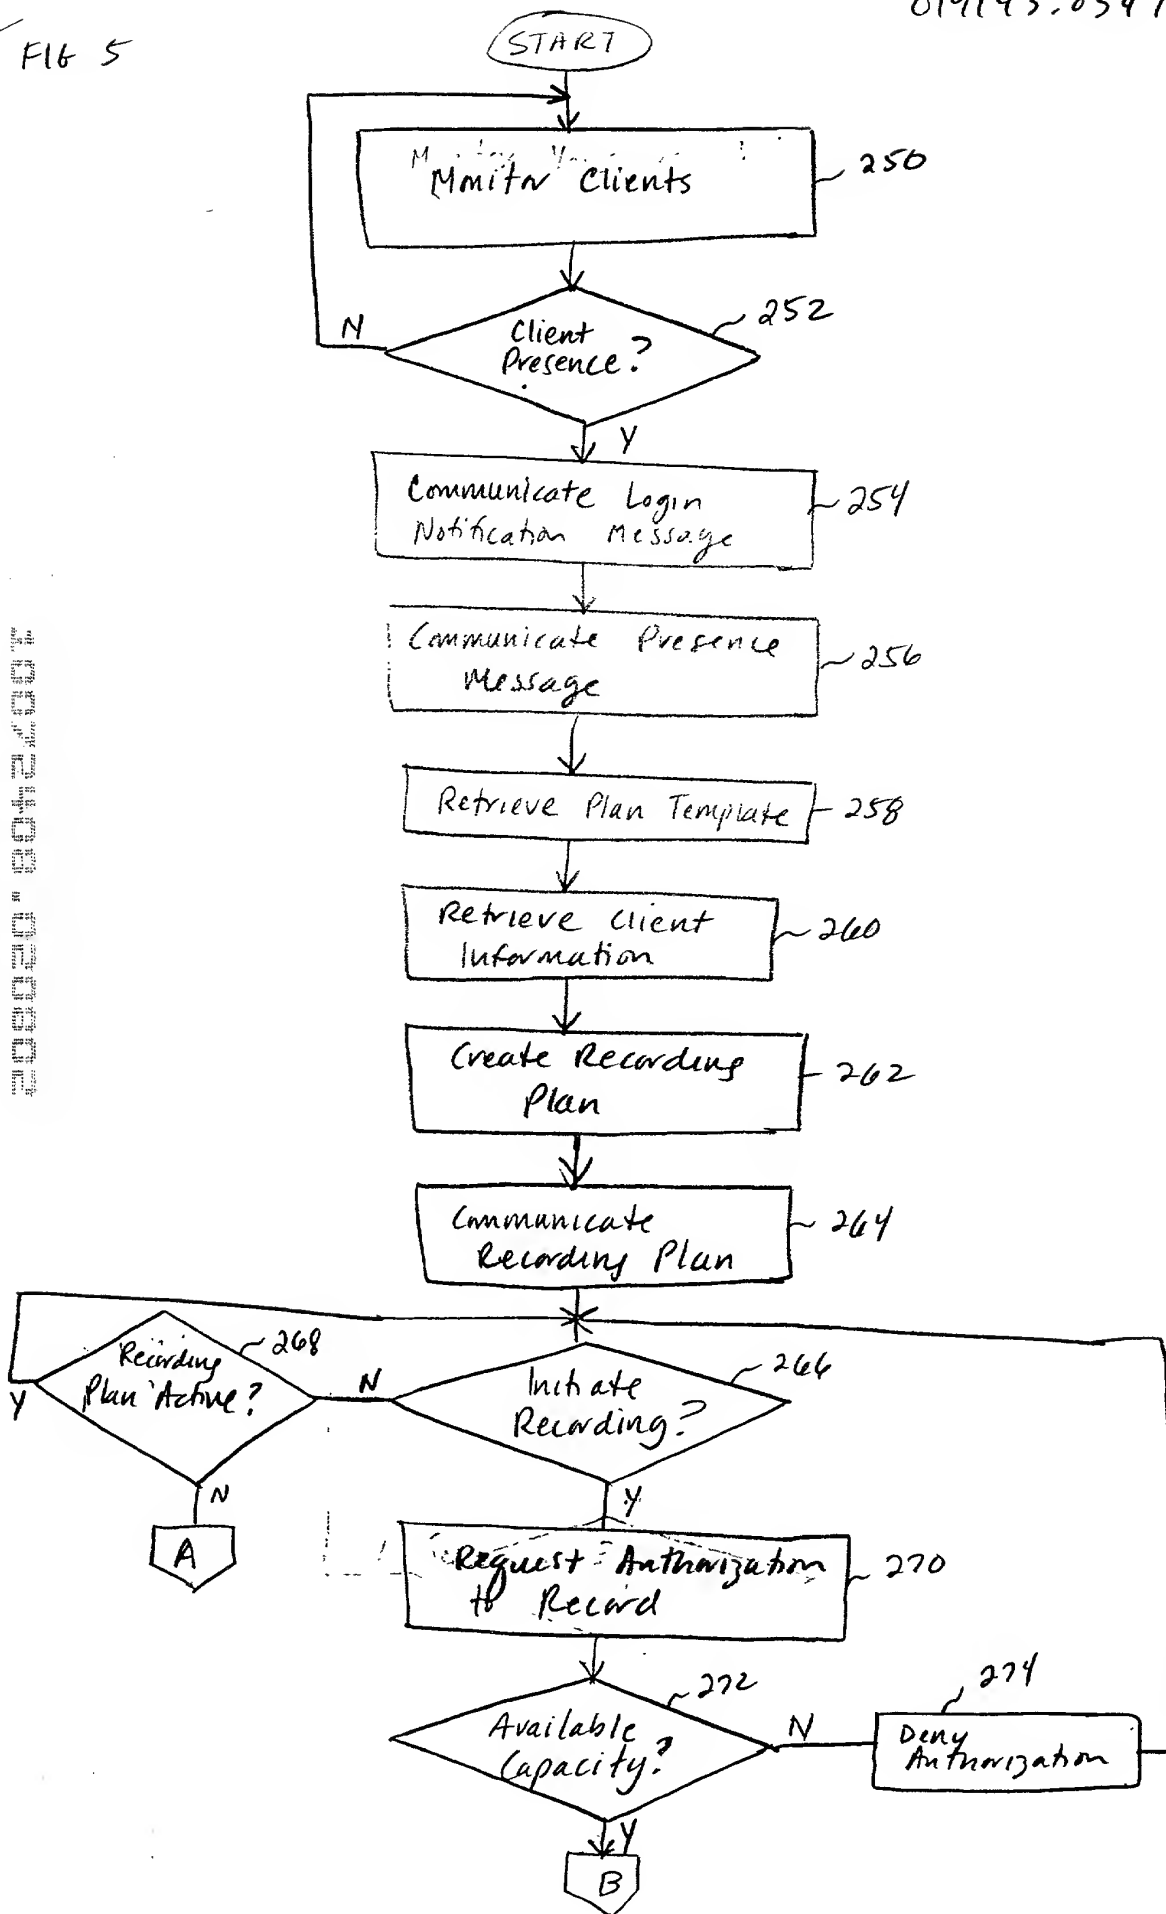 FIG 5
START
Monitor Clients
250
Client
Presence?
252
N
Y
Communicate Login
Notification Message
254
Communicate Presence
Message
256
Retrieve Plan Template
258
Retrieve Client
Information
260
Create Recording
Plan
262
Communicate
Recording Plan
264
Recording
Plan Active?
268
Y
N
N
Initiate
Recording?
266
Y
A
Request Authorization
to Record
270
Available
Capacity?
272
N
274
Deny
Authorization
Y
B
10072408.020802